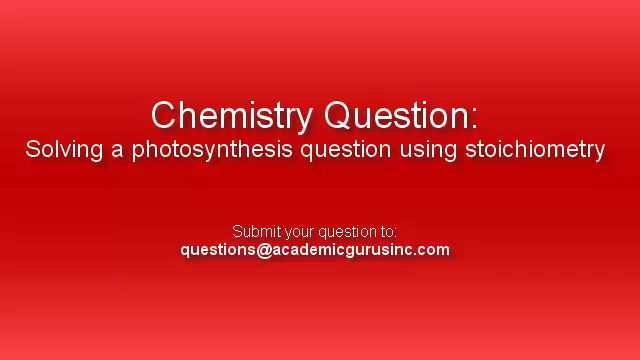 Chemistry Question:
Solving a photosynthesis question using stoichiometry
Submit your question to:
questions@academicgurusinc.com